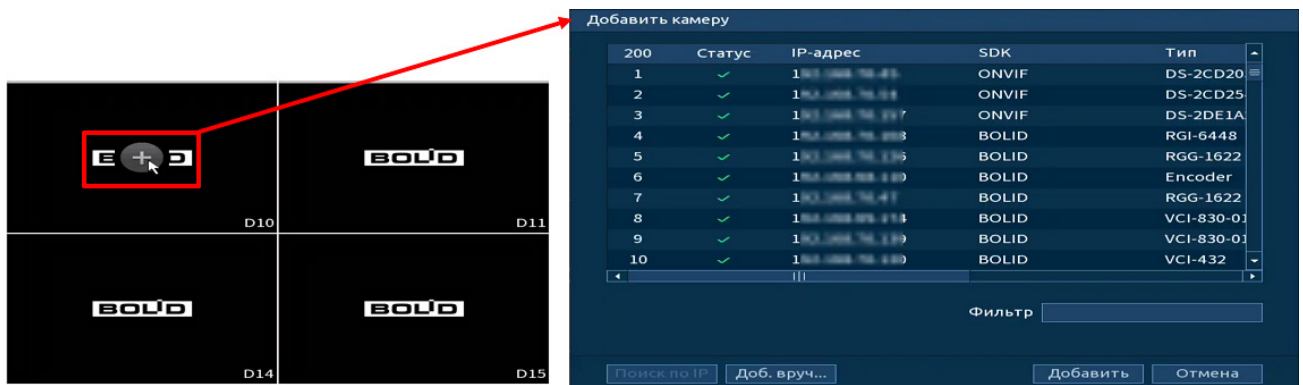 Добавить камеру
200 Статус IP-адрес SDK Тип
1 ONVIF DS-2CD20
2 ONVIF DS-2CD25
3 ONVIF DS-2DE1A
4 BOLID RGI-6448
5 BOLID RGG-1622
6 BOLID Encoder
7 BOLID RGG-1622
8 BOLID VCI-830-01
9 BOLID VCI-830-01
10 BOLID VCI-432
Фильтр
Поиск по IP Доб. вруч... Добавить Отмена
BOLID
D10 D11
BOLID BOLID
D14 D15